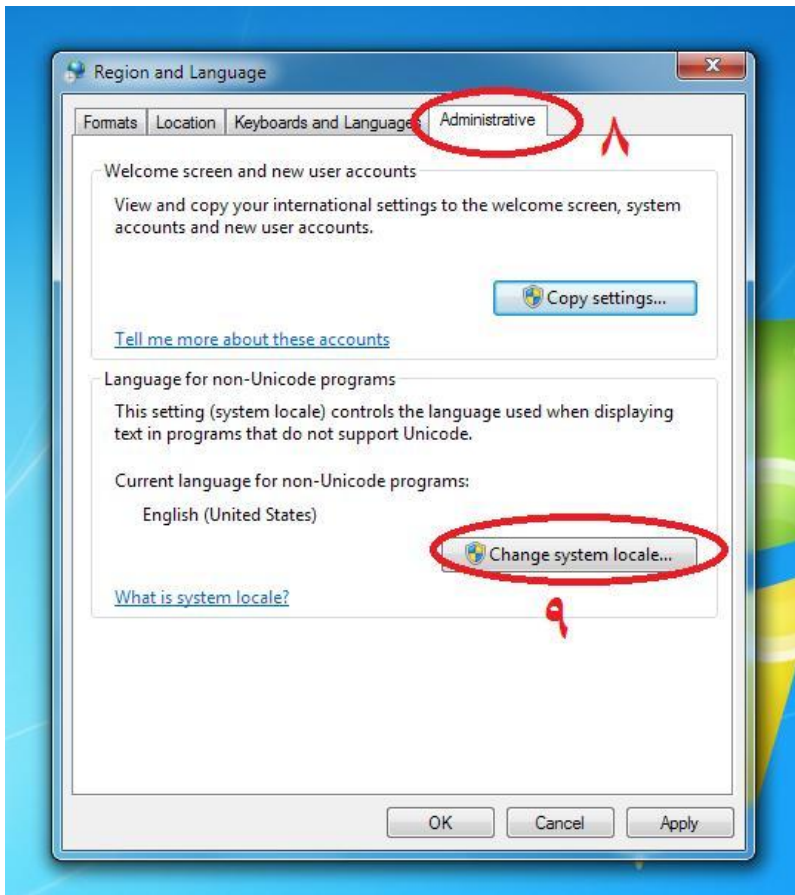 Region and Language
Formats Location Keyboards and Languages Administrative
٨
Welcome screen and new user accounts
View and copy your international settings to the welcome screen, system
accounts and new user accounts.
Copy settings...
Tell me more about these accounts
Language for non-Unicode programs
This setting (system locale) controls the language used when displaying
text in programs that do not support Unicode.
Current language for non-Unicode programs:
English (United States)
Change system locale...
What is system locale?
٩
OK Cancel Apply